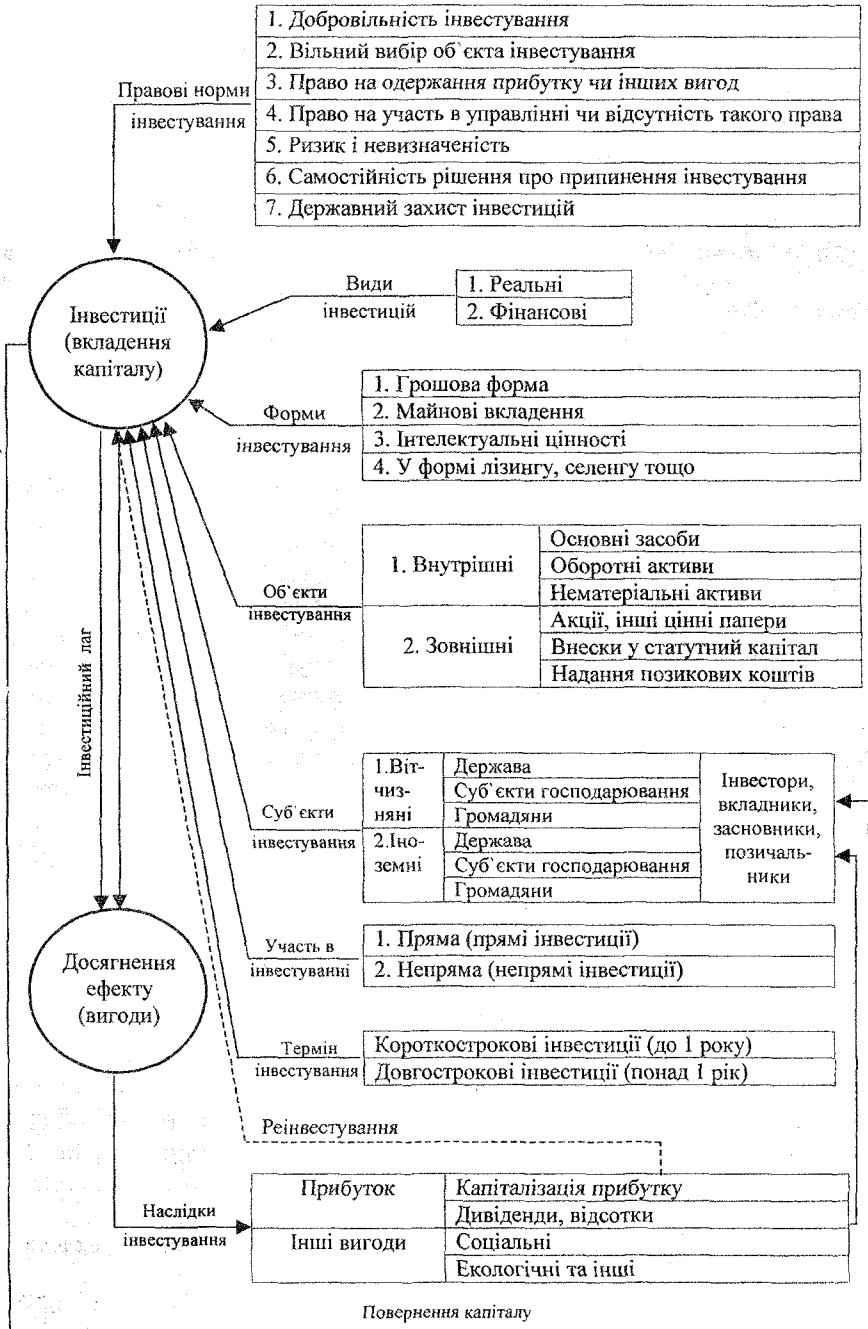 1. Добровільність інвестування
2. Вільний вибір об`єкта інвестування
3. Право на одержання прибутку чи інших вигод
4. Право на участь в управлінні чи відсутність такого права
5. Ризик і невизначеність
6. Самостійність рішення про припинення інвестування
7. Державний захист інвестицій
Правові норми
інвестування
Інвестиції
(вкладення
капіталу)
Види
інвестицій
1. Реальні
2. Фінансові
Форми
інвестування
1. Грошова форма
2. Майнові вкладення
3. Інтелектуальні цінності
4. У формі лізингу, селенгу тощо
Об`єкти
інвестування
1. Внутрішні
Основні засоби
Оборотні активи
Нематеріальні активи
2. Зовнішні
Акції, інші цінні папери
Внески у статутний капітал
Надання позикових коштів
Інвестиційний лаг
Суб`єкти
інвестування
1.Віт-
чиз-
няні
Держава
Суб`єкти господарювання
Громадяни
2.Іно-
земні
Держава
Суб`єкти господарювання
Громадяни
Інвестори,
вкладники,
засновники,
позичаль-
ники
Досягнення
ефекту
(вигоди)
Участь в
інвестуванні
1. Пряма (прямі інвестиції)
2. Непряма (непрямі інвестиції)
Термін
інвестування
Короткострокові інвестиції (до 1 року)
Довгострокові інвестиції (понад 1 рік)
Реінвестування
Наслідки
інвестування
Прибуток
Капіталізація прибутку
Дивіденди, відсотки
Інші вигоди
Соціальні
Екологічні та інші
Повернення капіталу